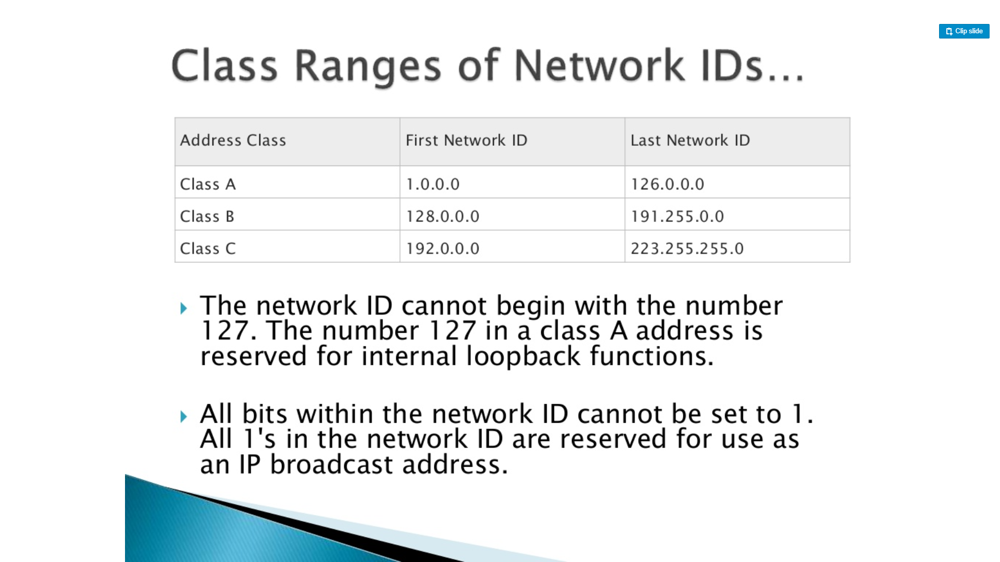 Clip slide
Class Ranges of Network IDs...
Address Class First Network ID Last Network ID
Class A 1.0.0.0 126.0.0.0
Class B 128.0.0.0 191.255.0.0
Class C 192.0.0.0 223.255.255.0
The network ID cannot begin with the number
127. The number 127 in a class A address is
reserved for internal loopback functions.
All bits within the network ID cannot be set to 1.
All 1's in the network ID are reserved for use as
an IP broadcast address.